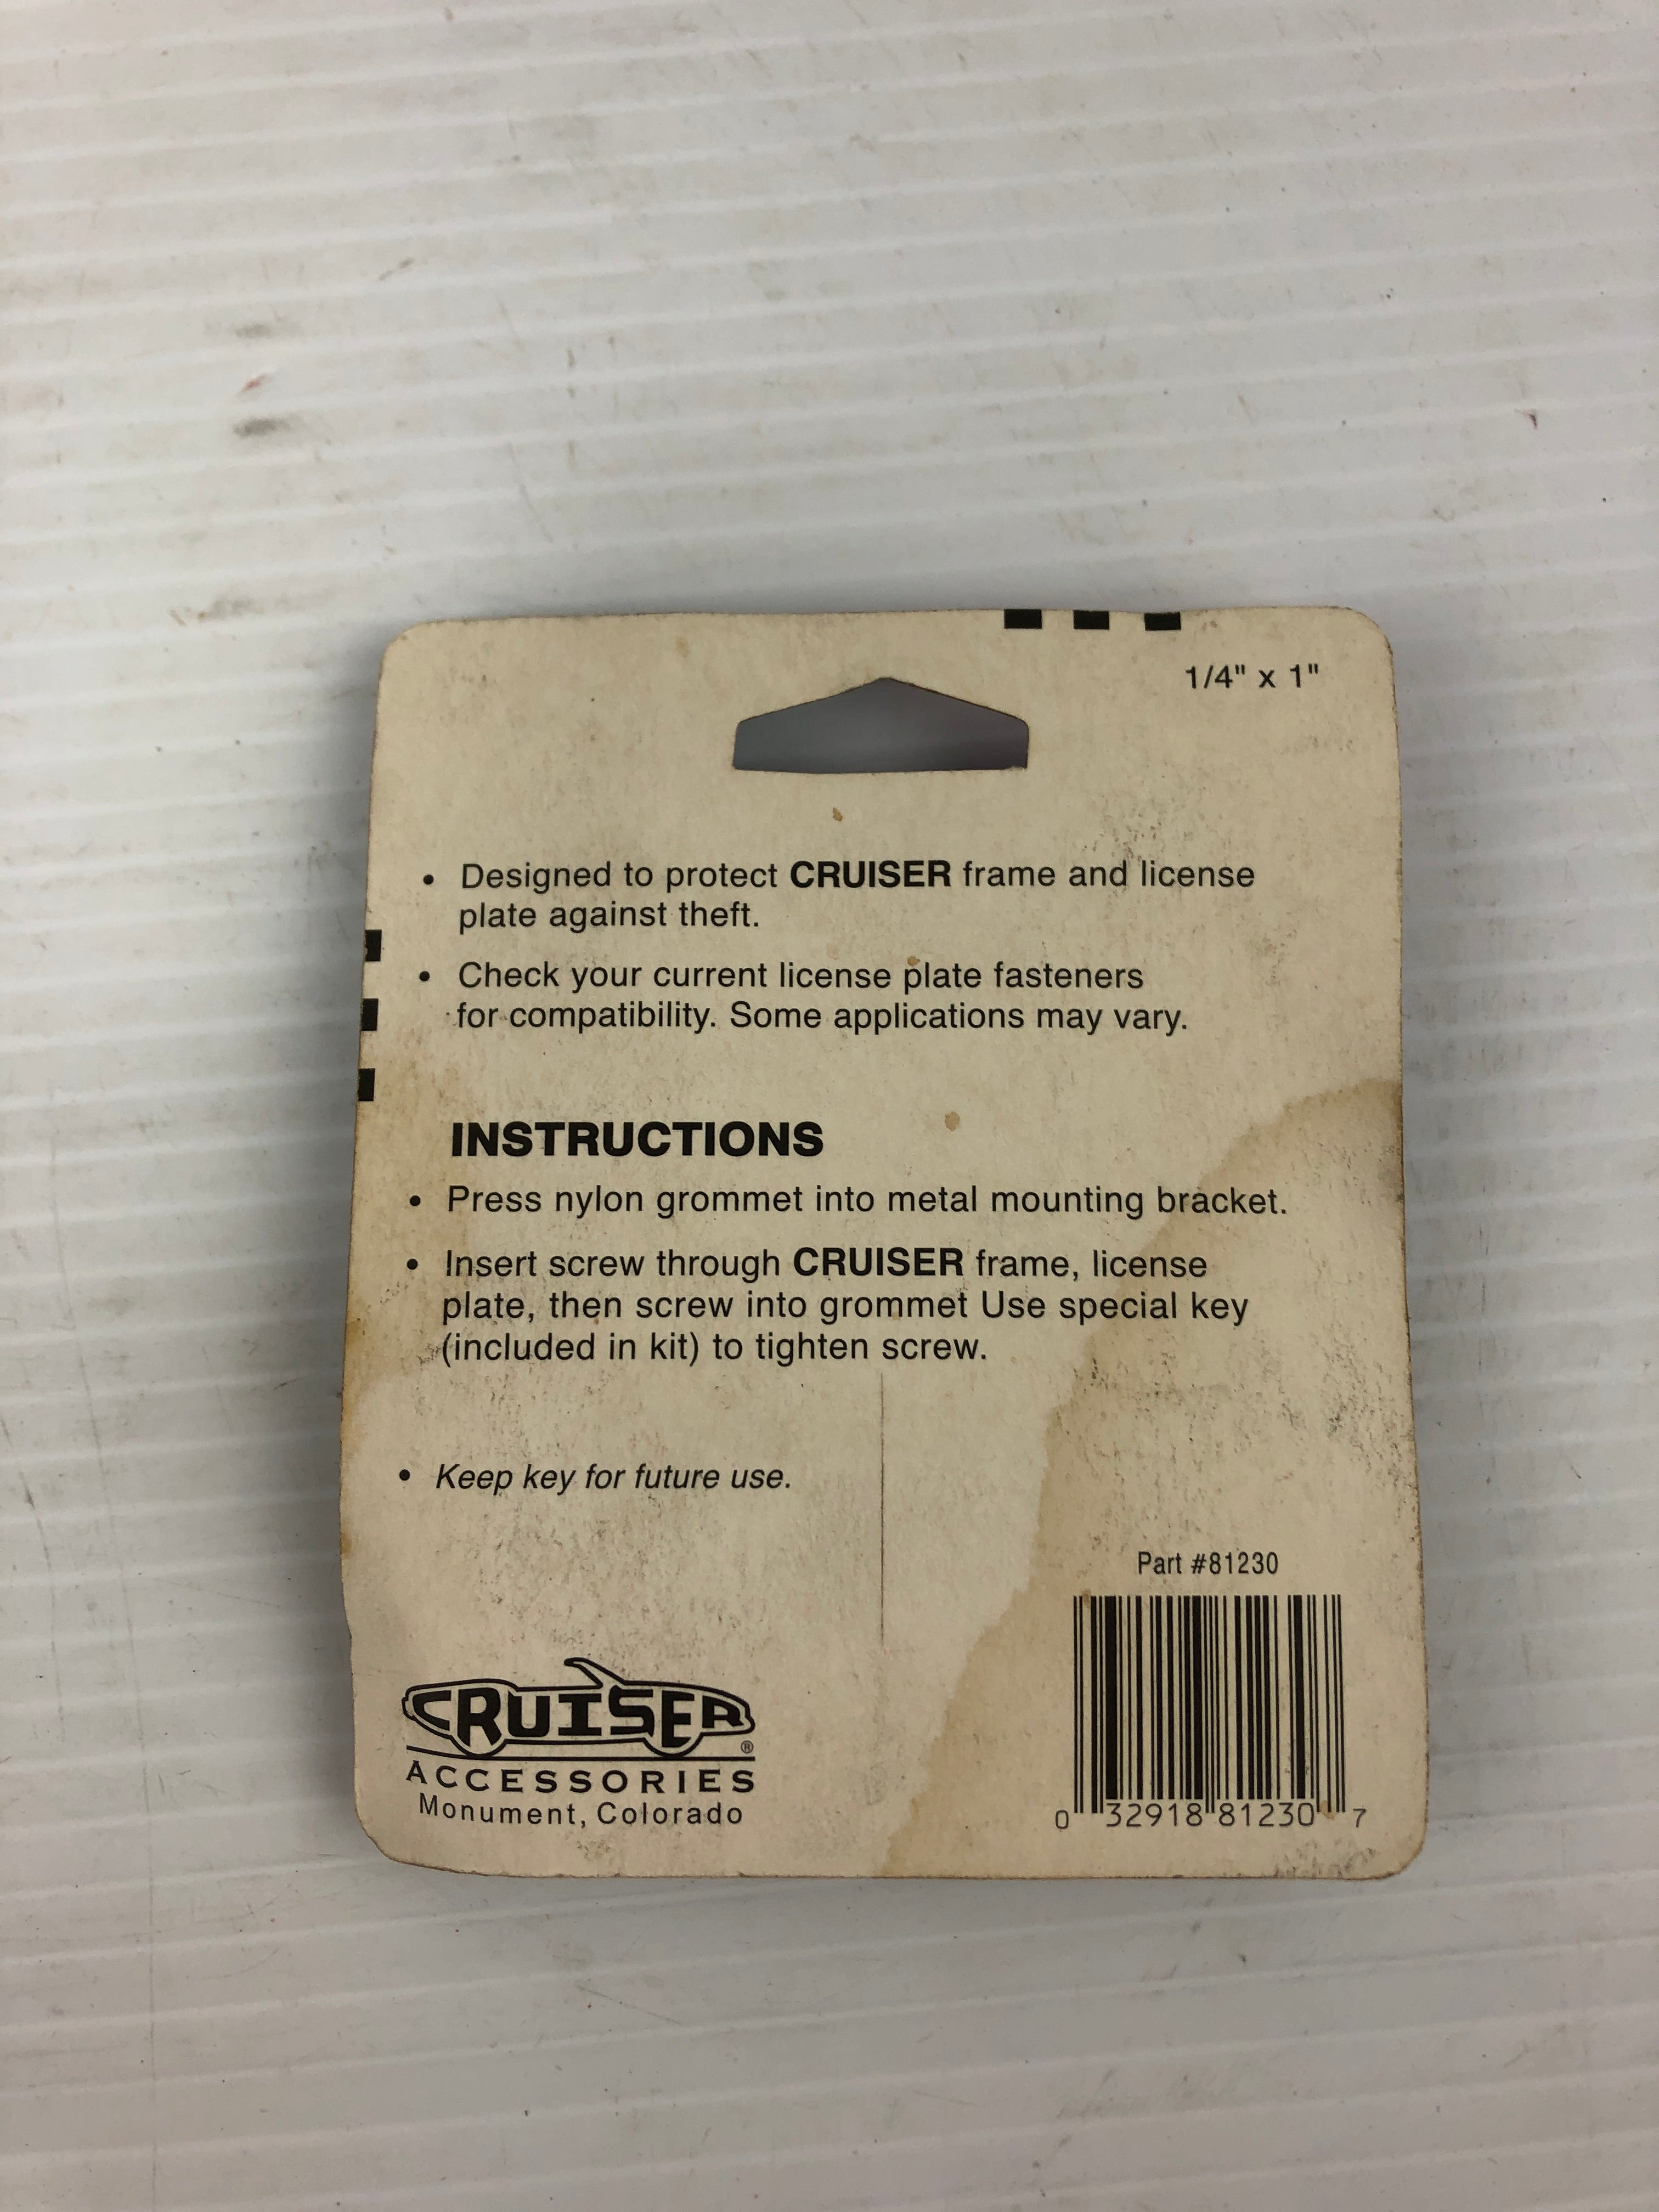 1/4" x 1"
• Designed to protect CRUISER frame and license
plate against theft.
• Check your current license plate fasteners
for compatibility. Some applications may vary.
INSTRUCTIONS
• Press nylon grommet into metal mounting bracket.
• Insert screw through CRUISER frame, license
plate, then screw into grommet Use special key
(included in kit) to tighten screw.
• Keep key for future use.
CRUISER®
ACCESSORIES
Monument, Colorado
Part #81230
0 32918 81230 7